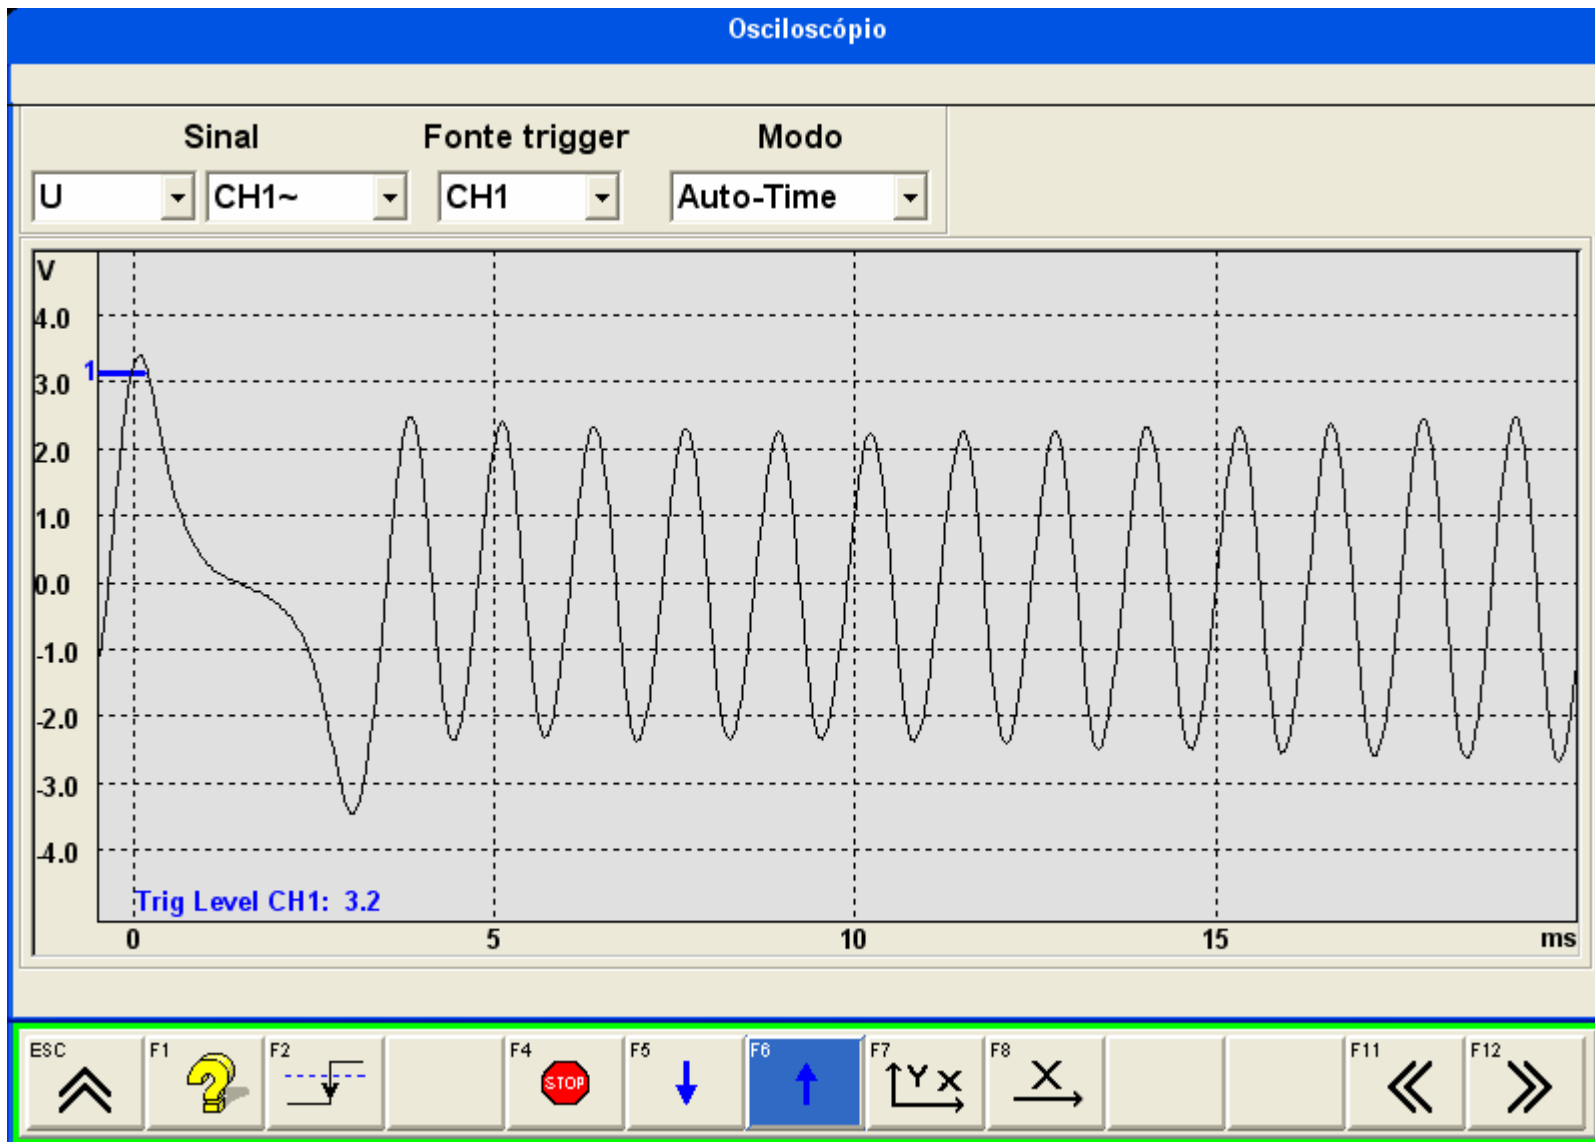 Osciloscópio
Sinal Fonte trigger Modo
U CH1~ CH1 Auto-Time
V
4.0
1
3.0
2.0
1.0
0.0
-1.0
-2.0
-3.0
-4.0
Trig Level CH1: 3.2
0 5 10 15 ms
ESC F1 F2 F4 F5 F6 F7 F8 F11 F12
STOP
Y X X